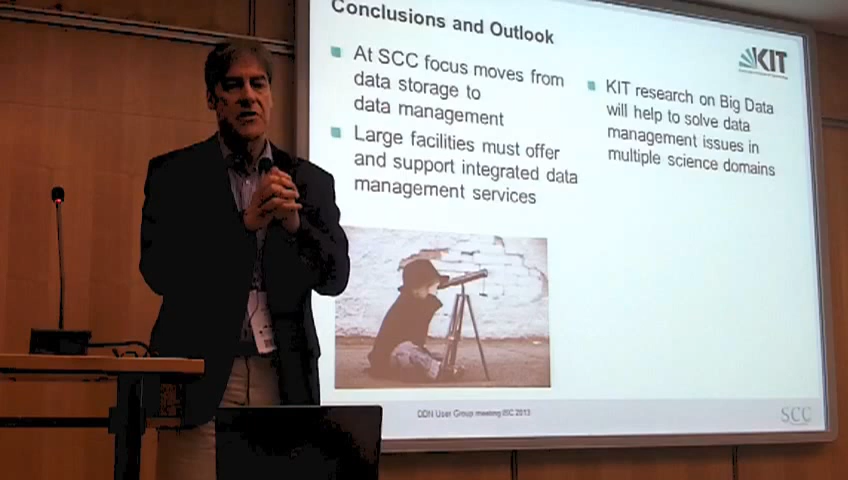 Conclusions and Outlook
At SCC focus moves from
data storage to
data management
Large facilities must offer
and support integrated data
management services
KIT
KIT research on Big Data
will help to solve data
management issues in
multiple science domains
DDN User Group meeting ISC 2013
SCC